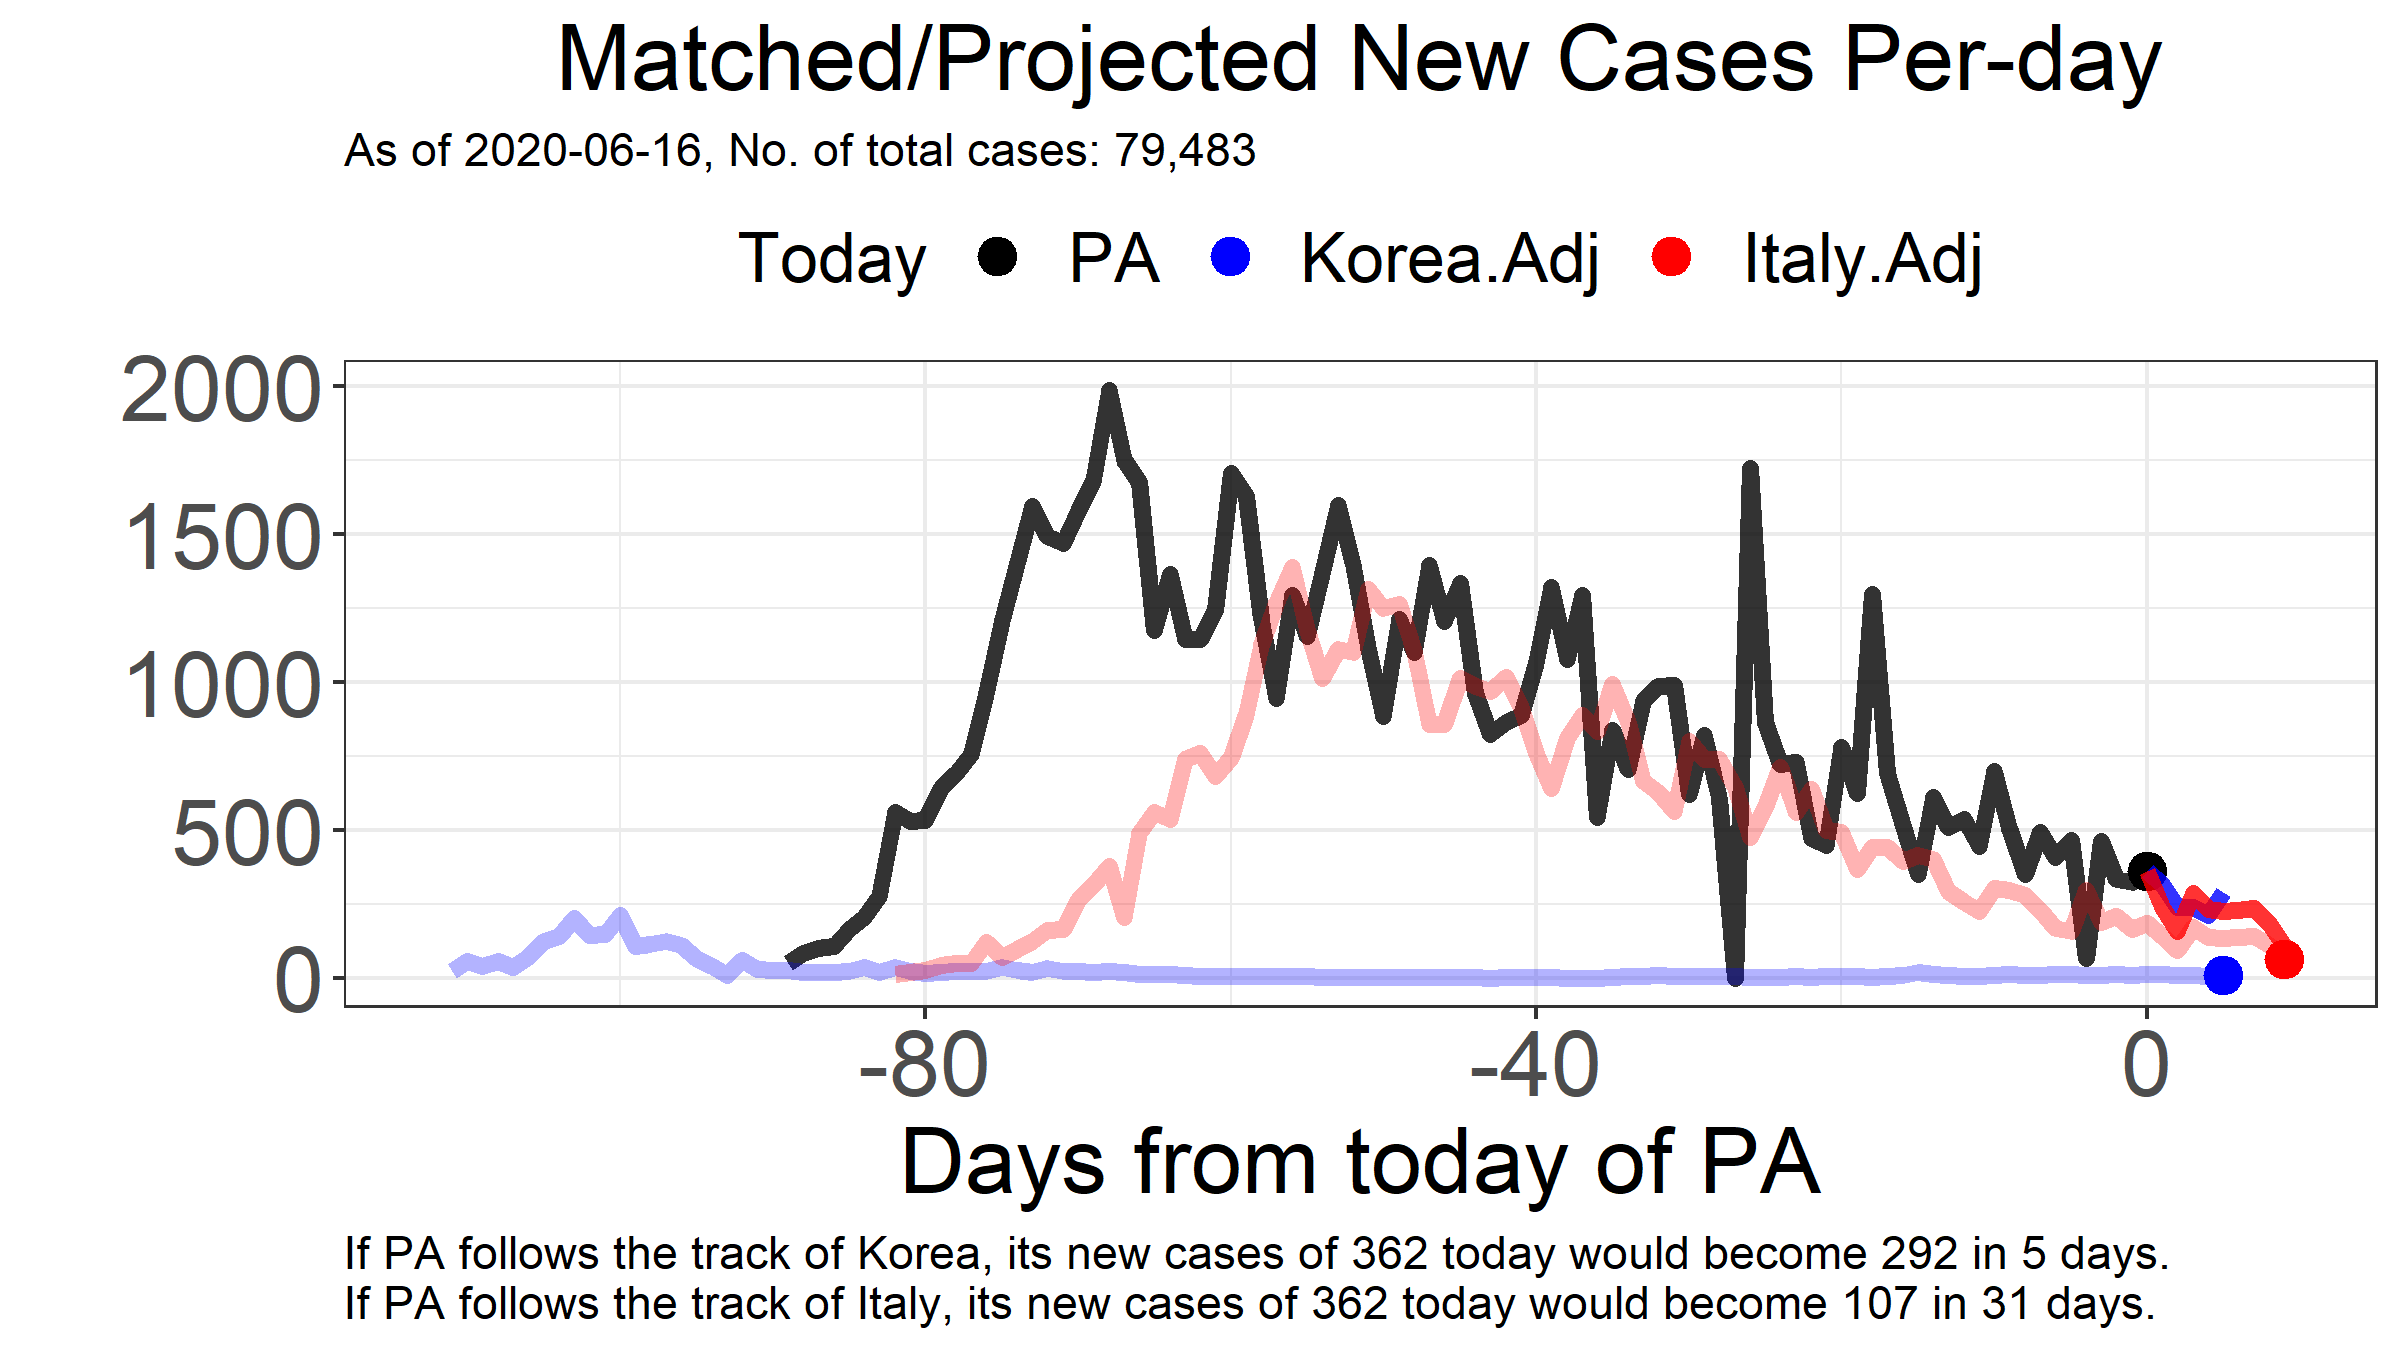 Matched/Projected New Cases Per-day
As of 2020-06-16, No. of total cases: 79,483
Today PA Korea.Adj Italy.Adj
2000
1500
1000
500
0
-80 -40 0
Days from today of PA
If PA follows the track of Korea, its new cases of 362 today would become 292 in 5 days.
If PA follows the track of Italy, its new cases of 362 today would become 107 in 31 days.